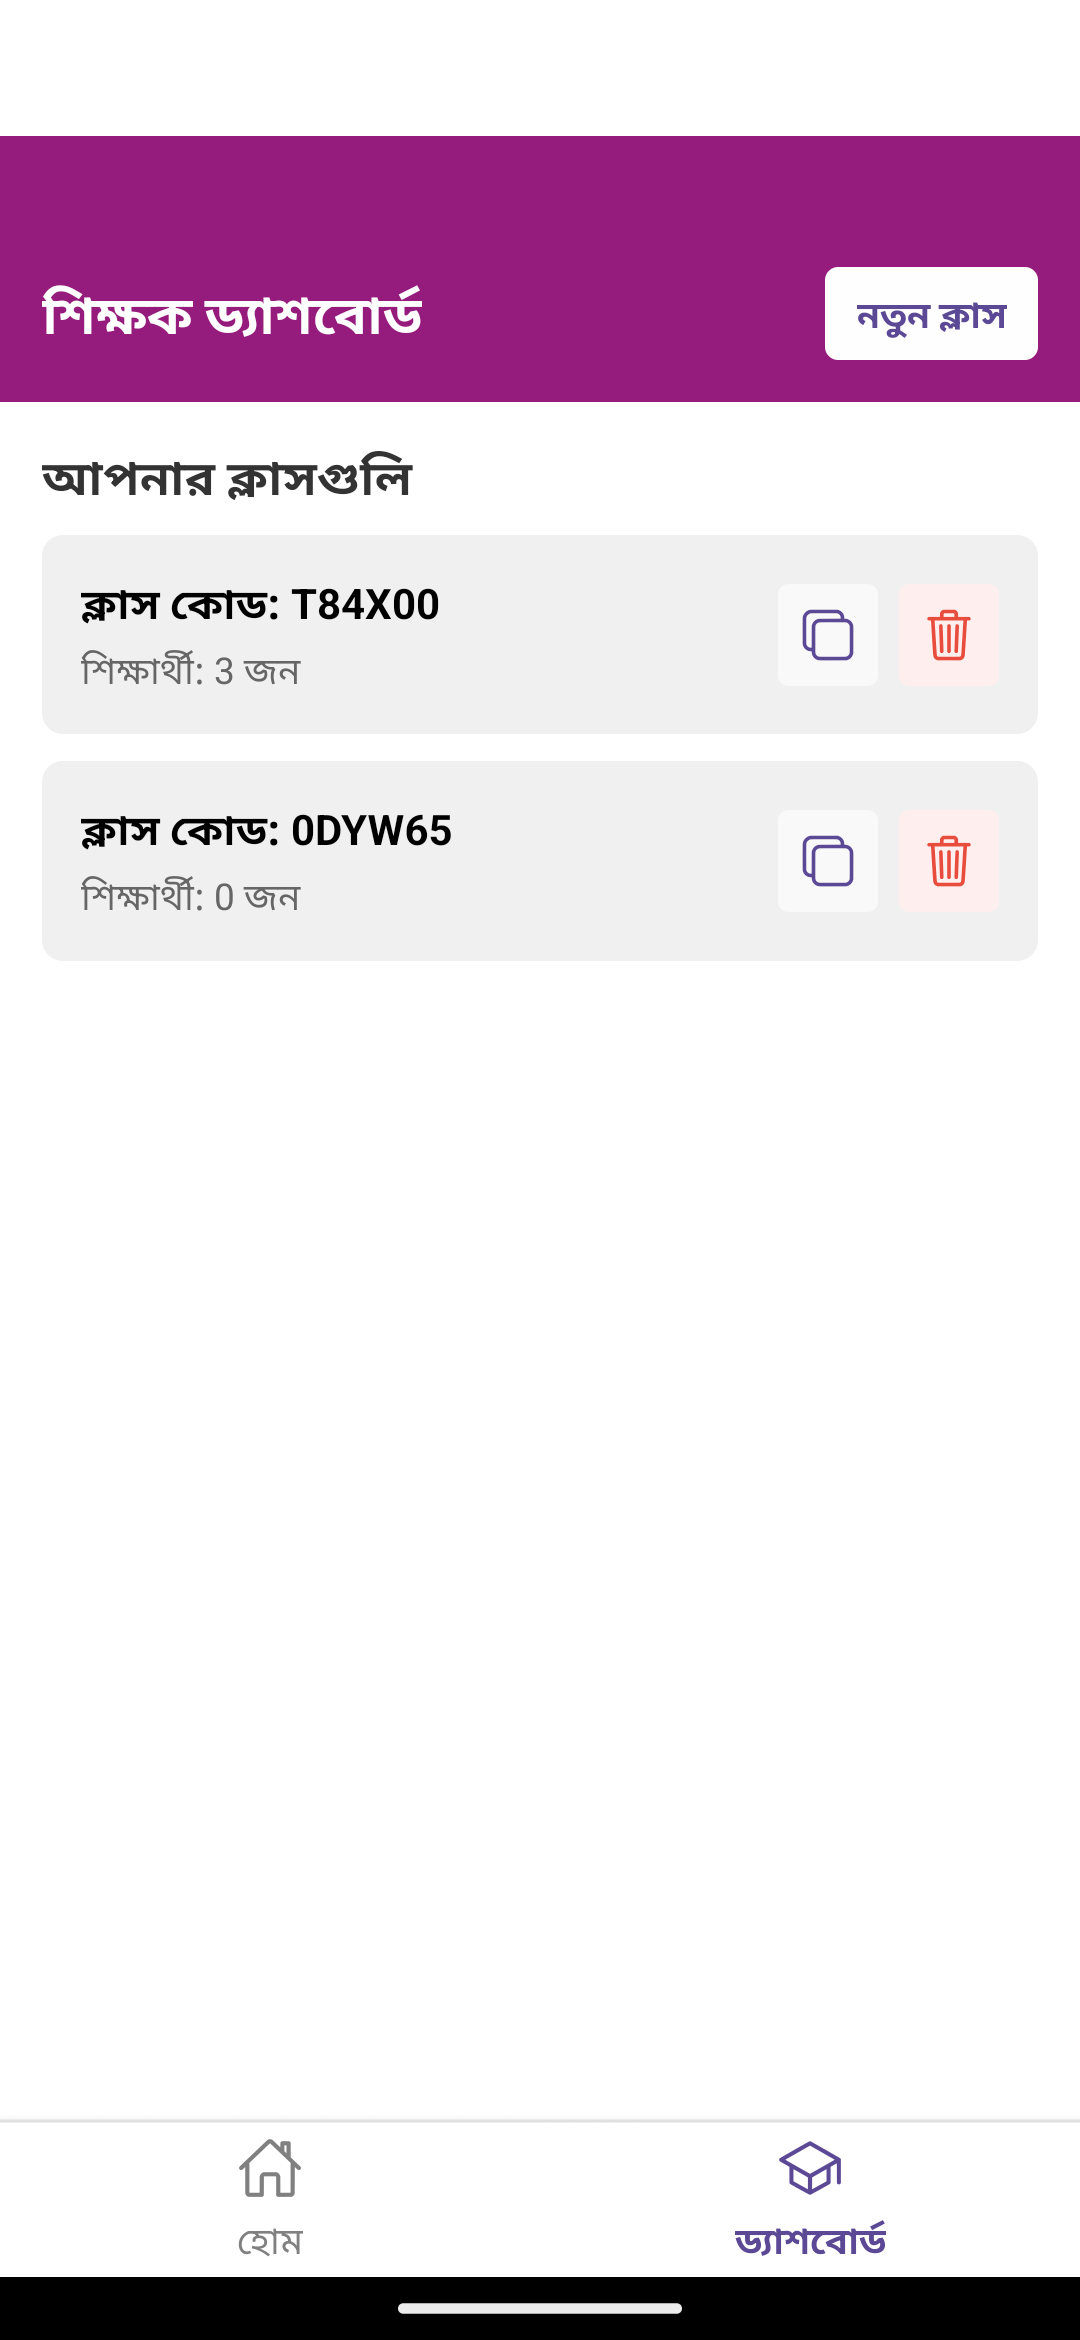 শিক্ষক ড্যাশবোর্ড
নতুন ক্লাস
আপনার ক্লাসগুলি
ক্লাস কোড: T84X00
শিক্ষার্থী: 3 জন
ক্লাস কোড: 0DYW65
শিক্ষার্থী: 0 জন
হোম
ড্যাশবোর্ড